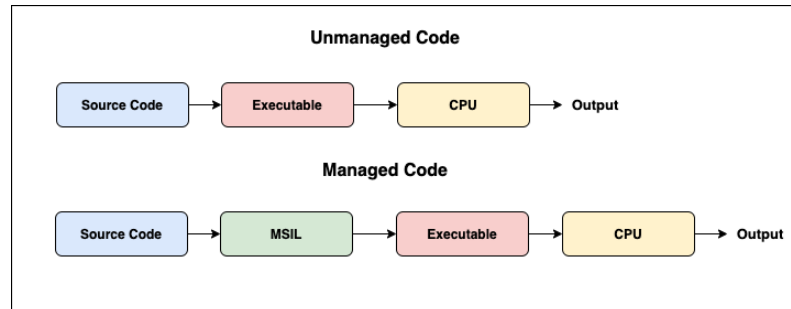 Unmanaged Code
Source Code Executable CPU Output
Managed Code
Source Code MSIL Executable CPU Output